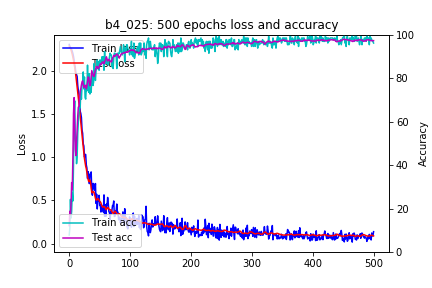 b4_025: 500 epochs loss and accuracy
Train loss
Test loss
Train acc
Test acc
Loss
Accuracy
2.0
1.5
1.0
0.5
0.0
100
80
60
40
20
0
0
100
200
300
400
500